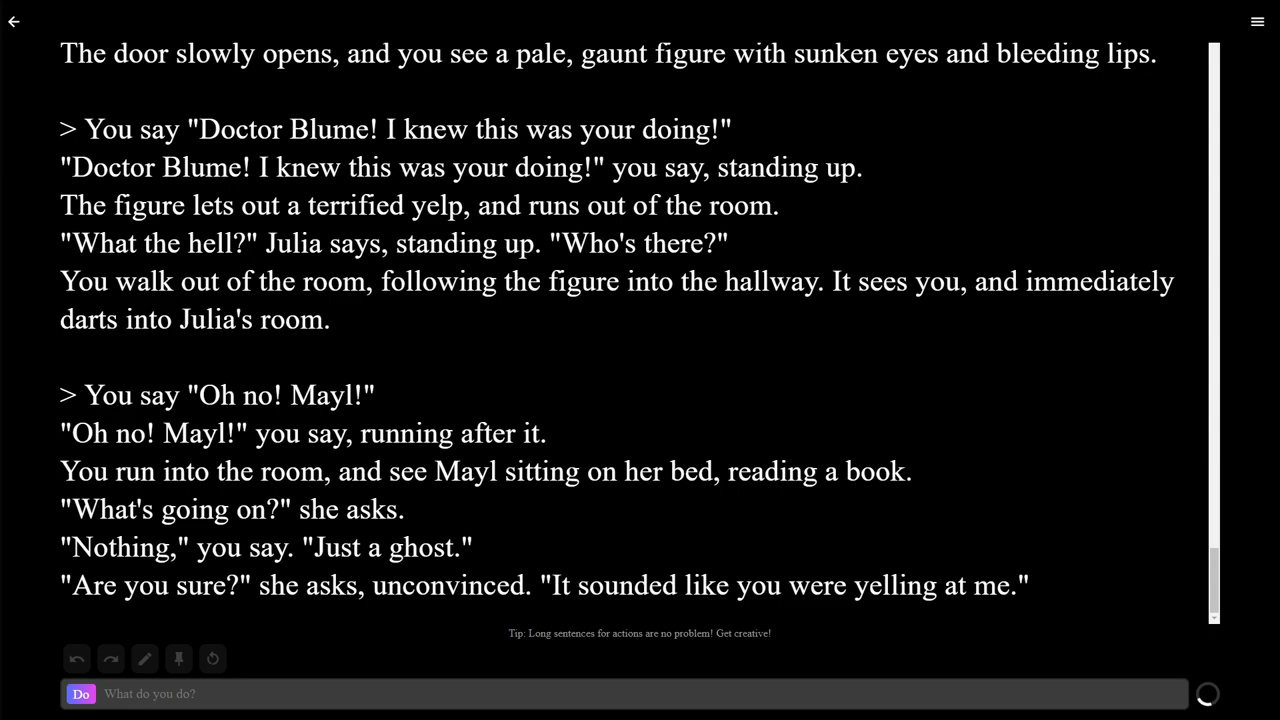 The door slowly opens, and you see a pale, gaunt figure with sunken eyes and bleeding lips.
> You say "Doctor Blume! I knew this was your doing!"
"Doctor Blume! I knew this was your doing!" you say, standing up.
The figure lets out a terrified yelp, and runs out of the room.
"What the hell?" Julia says, standing up. "Who's there?"
You walk out of the room, following the figure into the hallway. It sees you, and immediately
darts into Julia's room.
> You say "Oh no! Mayl!"
"Oh no! Mayl!" you say, running after it.
You run into the room, and see Mayl sitting on her bed, reading a book.
"What's going on?" she asks.
"Nothing," you say. "Just a ghost."
"Are you sure?" she asks, unconvinced. "It sounded like you were yelling at me."
Tip: Long sentences for actions are no problem! Get creative!
Do What do you do?